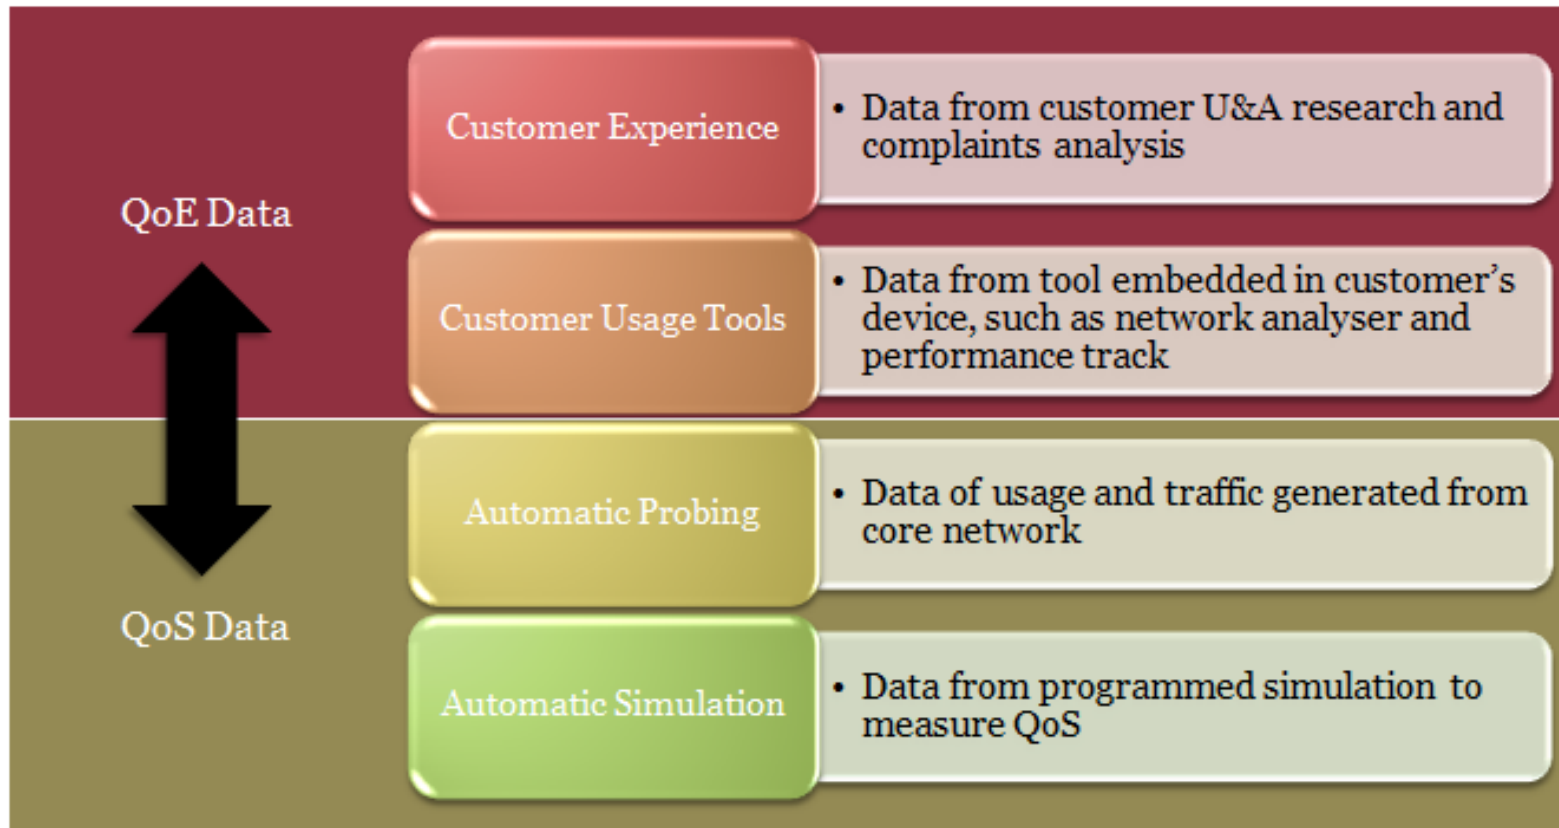 QoE Data
QoS Data
Customer Experience
• Data from customer U&A research and
complaints analysis
Customer Usage Tools
• Data from tool embedded in customer’s
device, such as network analyser and
performance track
Automatic Probing
• Data of usage and traffic generated from
core network
Automatic Simulation
• Data from programmed simulation to
measure QoS